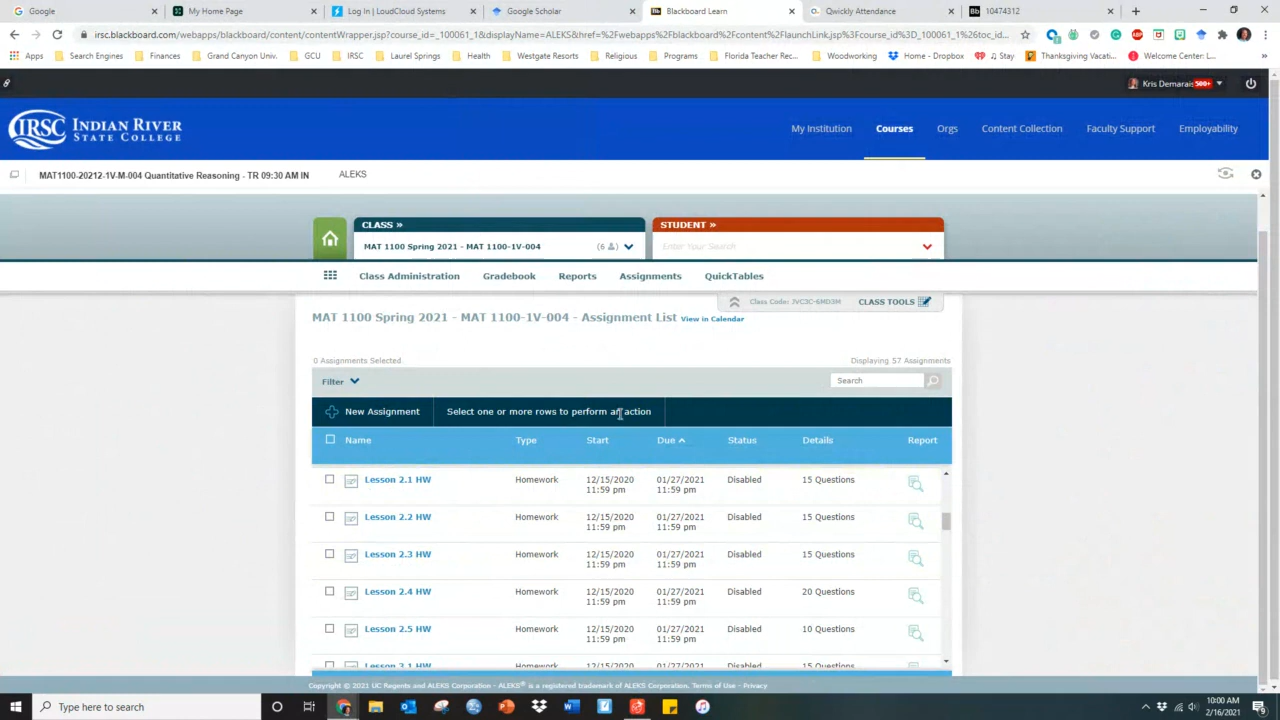 Google
My Home Page
Log In | LoudCloud Systems
Google Scholar
Blackboard Learn
Qwickly Attendance
Bb 10474312
irsc.blackboard.com/webapps/blackboard/content/contentWrapper.jsp?course_id=_100061_1&displayName=ALEKS&href=%2Fwebapps%2Fblackboard%2Fcontent%2FlaunchLink.jsp%3Fcourse_id%3D_100061_1%26toc_id...
Apps Search Engines Finances Grand Canyon Univ. IRSC Laurel Springs Health Westgate Resorts Religious Programs Florida Teacher Rec... Woodworking Home - Dropbox Stay Thanksgiving Vacati... Welcome Center: L... »
Kris Demarais 500+
IRSC INDIAN RIVER
STATE COLLEGE
My Institution Courses Orgs Content Collection Faculty Support Employability
MAT1100-20212-1V-M-004 Quantitative Reasoning - TR 09:30 AM IN ALEKS
CLASS » STUDENT »
MAT 1100 Spring 2021 - MAT 1100-1V-004 (6 ) Enter Your Search
Class Administration Gradebook Reports Assignments QuickTables
Class Code: JVC3C-6MD3M CLASS TOOLS
MAT 1100 Spring 2021 - MAT 1100-1V-004 - Assignment List View in Calendar
0 Assignments Selected Displaying 57 Assignments
Filter Search
New Assignment Select one or more rows to perform an action
Name Type Start Due Status Details Report
Lesson 2.1 HW Homework 12/15/2020 01/27/2021 Disabled 15 Questions
11:59 pm 11:59 pm
Lesson 2.2 HW Homework 12/15/2020 01/27/2021 Disabled 15 Questions
11:59 pm 11:59 pm
Lesson 2.3 HW Homework 12/15/2020 01/27/2021 Disabled 15 Questions
11:59 pm 11:59 pm
Lesson 2.4 HW Homework 12/15/2020 01/27/2021 Disabled 20 Questions
11:59 pm 11:59 pm
Lesson 2.5 HW Homework 12/15/2020 01/27/2021 Disabled 10 Questions
11:59 pm 11:59 pm
Lesson 3.1 HW Homework 12/15/2020 01/27/2021 Disabled 15 Questions
Copyright © 2021 UC Regents and ALEKS Corporation - ALEKS® is a registered trademark of ALEKS Corporation. Terms of Use - Privacy
Type here to search
10:00 AM
2/16/2021